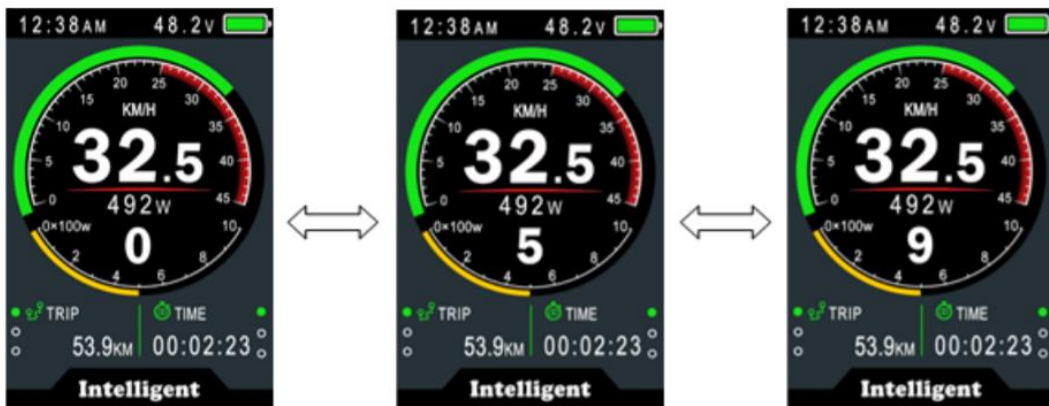 12:38AM 48.2V
20 25
15 30
KM/H
10 35
32.5
5 40
0 45
492W
0×100w 10
0
2 8
4 6
TRIP TIME
53.9KM 00:02:23
Intelligent
12:38AM 48.2V
20 25
15 30
KM/H
10 35
32.5
5 40
0 45
492W
0×100w 10
5
2 8
4 6
TRIP TIME
53.9KM 00:02:23
Intelligent
12:38AM 48.2V
20 25
15 30
KM/H
10 35
32.5
5 40
0 45
492W
0×100w 10
9
2 8
4 6
TRIP TIME
53.9KM 00:02:23
Intelligent